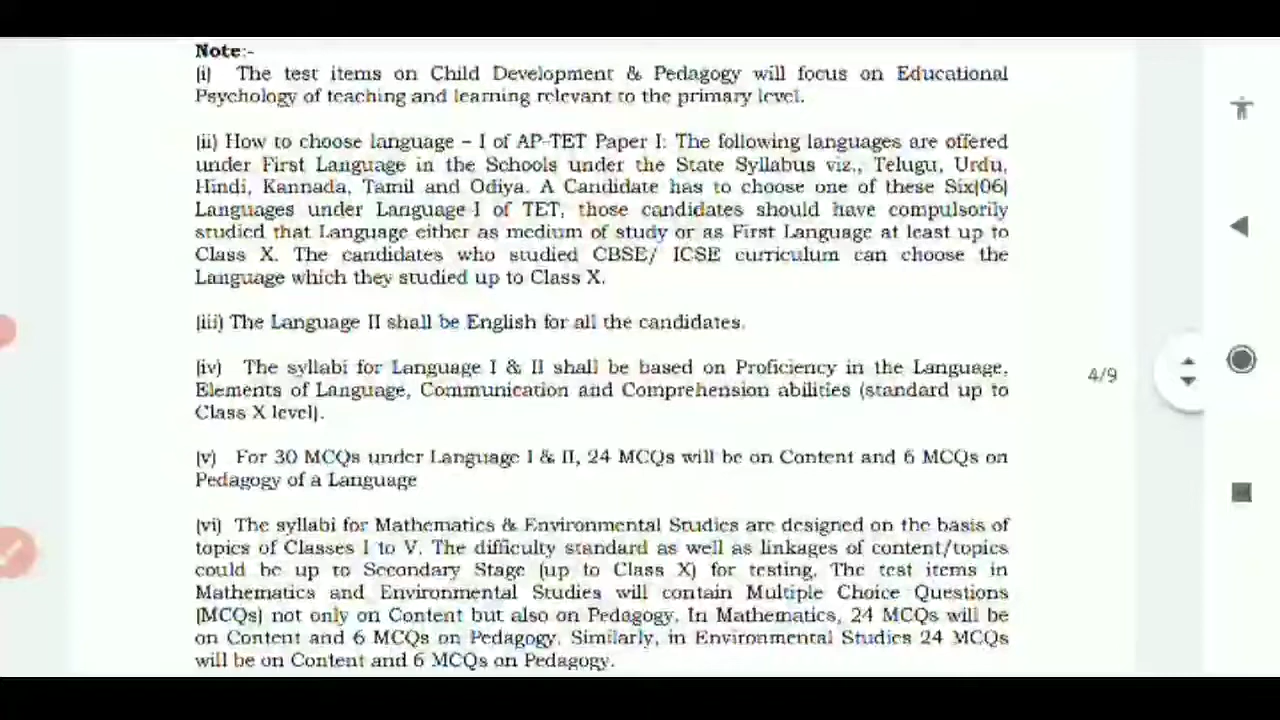 Note:-
(i) The test items on Child Development & Pedagogy will focus on Educational
Psychology of teaching and learning relevant to the primary level.
(ii) How to choose language – I of AP-TET Paper I: The following languages are offered
under First Language in the Schools under the State Syllabus viz., Telugu, Urdu,
Hindi, Kannada, Tamil and Odiya. A Candidate has to choose one of these Six(06)
Languages under Language-I of TET, those candidates should have compulsorily
studied that Language either as medium of study or as First Language at least up to
Class X. The candidates who studied CBSE/ ICSE curriculum can choose the
Language which they studied up to Class X.
(iii) The Language II shall be English for all the candidates.
(iv) The syllabi for Language I & II shall be based on Proficiency in the Language,
Elements of Language, Communication and Comprehension abilities (standard up to
Class X level).
4/9
(v) For 30 MCQs under Language I & II, 24 MCQs will be on Content and 6 MCQs on
Pedagogy of a Language
(vi) The syllabi for Mathematics & Environmental Studies are designed on the basis of
topics of Classes I to V. The difficulty standard as well as linkages of content/topics
could be up to Secondary Stage (up to Class X) for testing. The test items in
Mathematics and Environmental Studies will contain Multiple Choice Questions
(MCQs) not only on Content but also on Pedagogy. In Mathematics, 24 MCQs will be
on Content and 6 MCQs on Pedagogy. Similarly, in Environmental Studies 24 MCQs
will be on Content and 6 MCQs on Pedagogy.